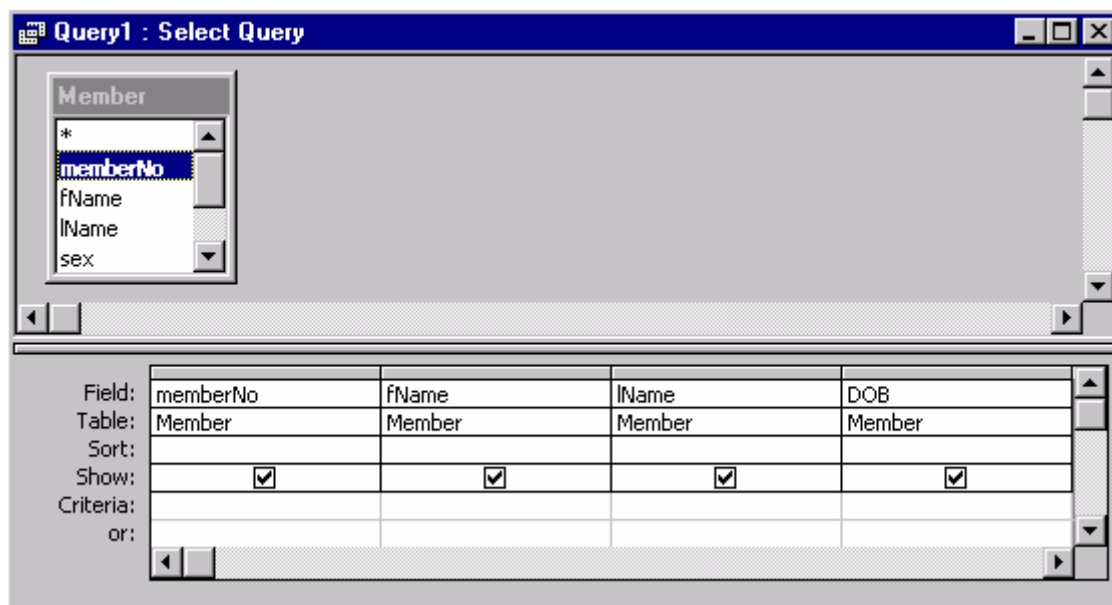 Query1 : Select Query
Member
*
memberNo
fName
lName
sex
Field: memberNo fName lName DOB
Table: Member Member Member Member
Sort:
Show:
Criteria:
or: